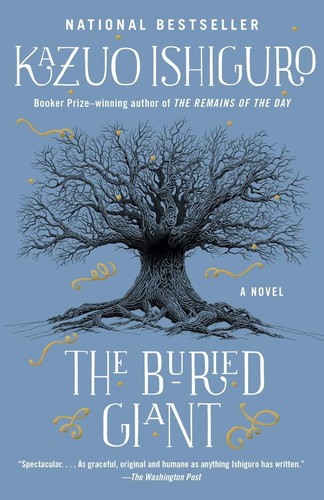 NATIONAL BESTSELLER
KAZUO ISHIGURO
Booker Prize–winning author of THE REMAINS OF THE DAY
A NOVEL
THE BURIED
GIANT
“Spectacular. . . . As graceful, original and humane as anything Ishiguro has written.”
—The Washington Post